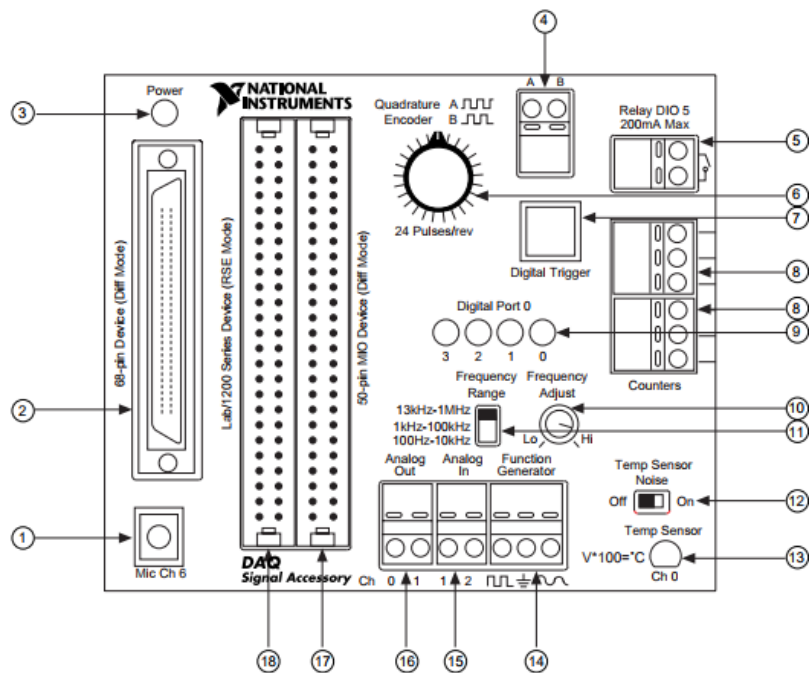 4
Power
NATIONAL
INSTRUMENTS
A B
Quadrature A
Encoder B
Relay DIO 5
200mA Max
3
5
6
24 Pulses/rev
7
Digital Trigger
68-pin Device (Diff Mode)
Lab/1200 Series Device (RSE Mode)
50-pin MIO Device (Diff Mode)
8
8
Digital Port 0
9
3 2 1 0
Counters
2
Frequency
Range
Frequency
Adjust
13kHz-1MHz
1kHz-100kHz
100Hz-10kHz
Lo Hi
10
11
Analog
Out
Analog
In
Function
Generator
Temp Sensor
Noise
Off On
12
1
Mic Ch 6
Temp Sensor
V*100=˚C
Ch 0
13
DAQ
Signal Accessory
Ch 0 1 1 2
18 17 16 15 14